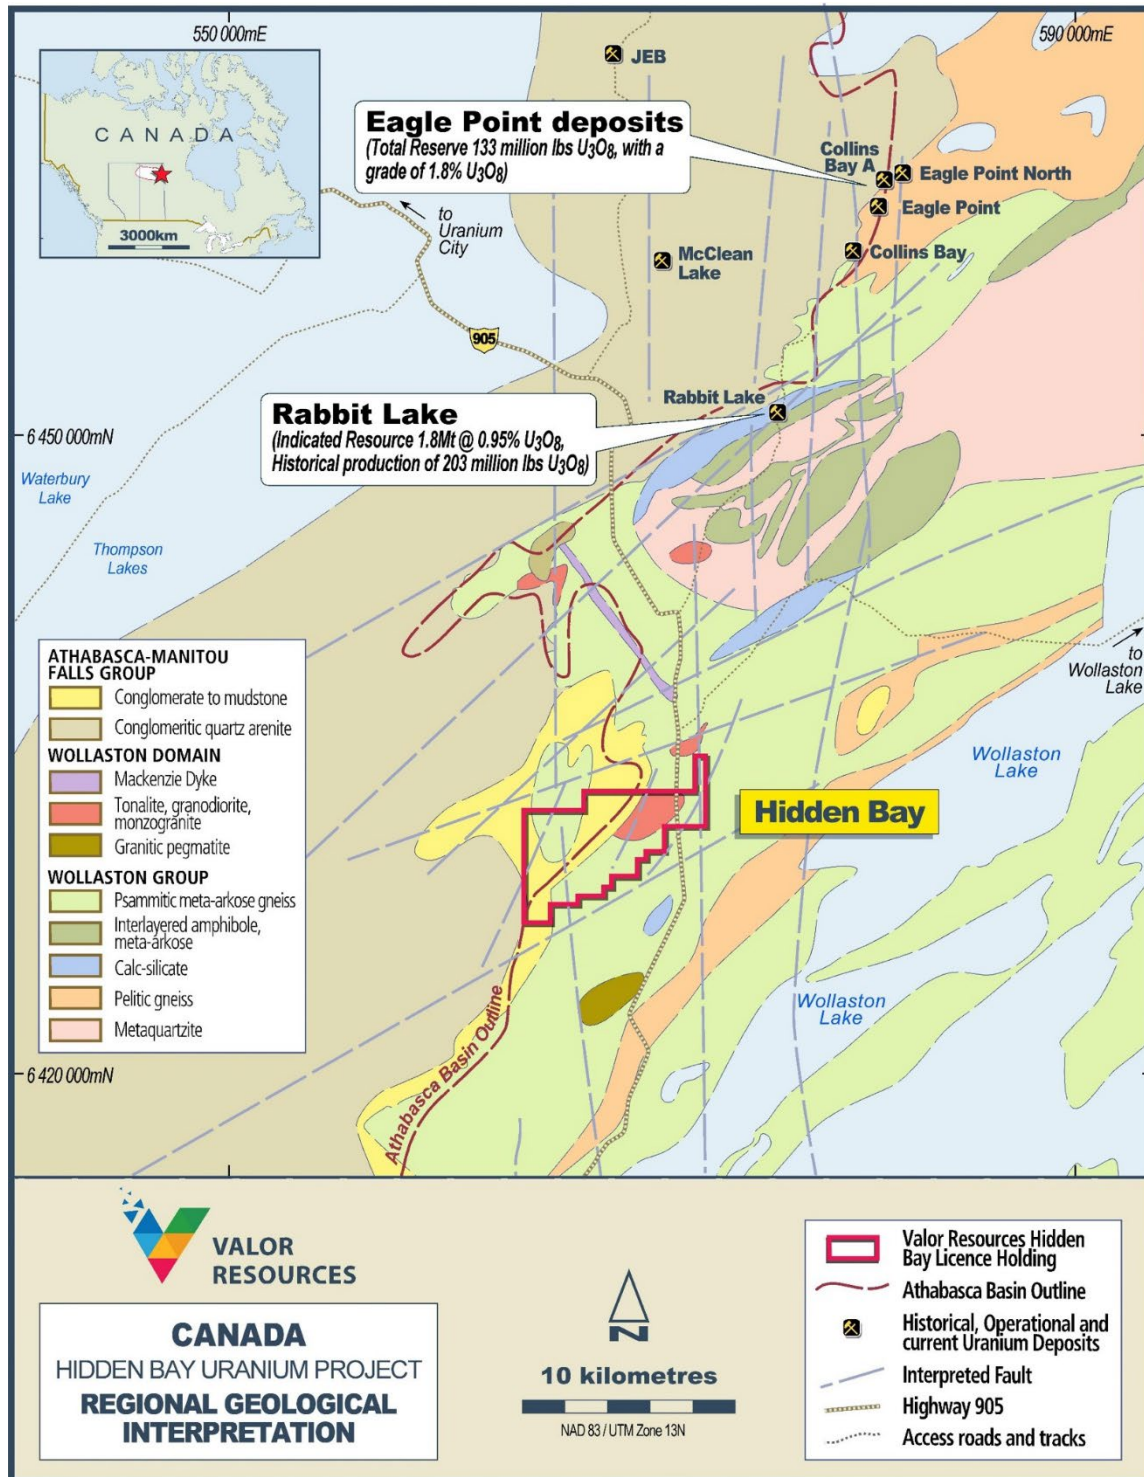 550 000mE
590 000mE
CANADA
3000km
JEB
Eagle Point deposits
(Total Reserve 133 million lbs U₃O₈, with a
grade of 1.8% U₃O₈)
Collins
Bay A
Eagle Point North
Eagle Point
Collins Bay
to
Uranium
City
McClean
Lake
905
Rabbit Lake
Rabbit Lake
(Indicated Resource 1.8Mt @ 0.95% U₃O₈,
Historical production of 203 million lbs U₃O₈)
6 450 000mN
Waterbury
Lake
Thompson
Lakes
to
Wollaston
Lake
Wollaston
Lake
Hidden Bay
Wollaston
Lake
Athabasca Basin Outline
6 420 000mN
ATHABASCA-MANITOU
FALLS GROUP
Conglomerate to mudstone
Conglomeritic quartz arenite
WOLLASTON DOMAIN
Mackenzie Dyke
Tonalite, granodiorite,
monzogranite
Granitic pegmatite
WOLLASTON GROUP
Psammitic meta-arkose gneiss
Interlayered amphibole,
meta-arkose
Calc-silicate
Pelitic gneiss
Metaquartzite
VALOR
RESOURCES
CANADA
HIDDEN BAY URANIUM PROJECT
REGIONAL GEOLOGICAL
INTERPRETATION
N
10 kilometres
NAD 83 / UTM Zone 13N
Valor Resources Hidden
Bay Licence Holding
Athabasca Basin Outline
Historical, Operational and
current Uranium Deposits
Interpreted Fault
Highway 905
Access roads and tracks